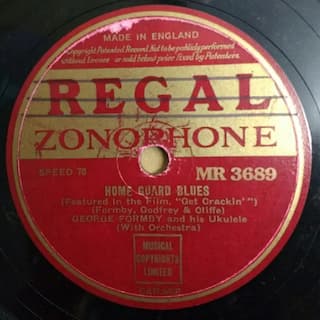 MADE IN ENGLAND
Copyright Patented Record. Not to be publicly performed
without Licence or sold below price fixed by Patentees.
REGAL
ZONOPHONE
SPEED 78 MR 3689
HOME GUARD BLUES
(Featured in the Film, "Get Crackin'")
(Formby, Godfrey & Cliffe)
GEORGE FORMBY and his Ukulele
(With Orchestra)
MUSICAL
COPYRIGHTS
LIMITED